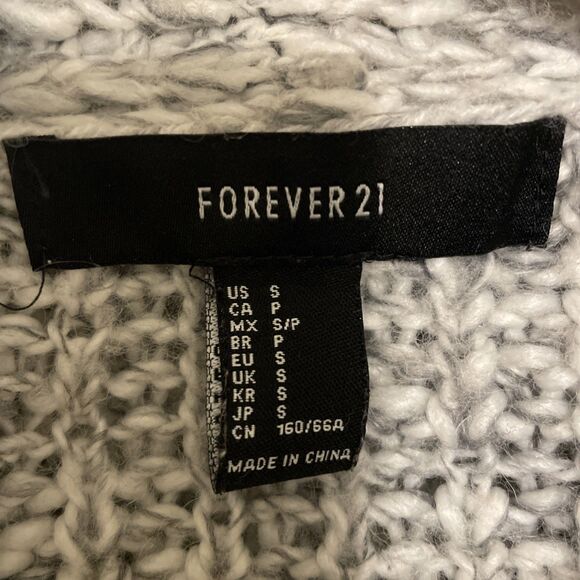 FOREVER 21
US S
CA P
MX S/P
BR P
EU S
UK S
KR S
JP S
CN 160/66A
MADE IN CHINA